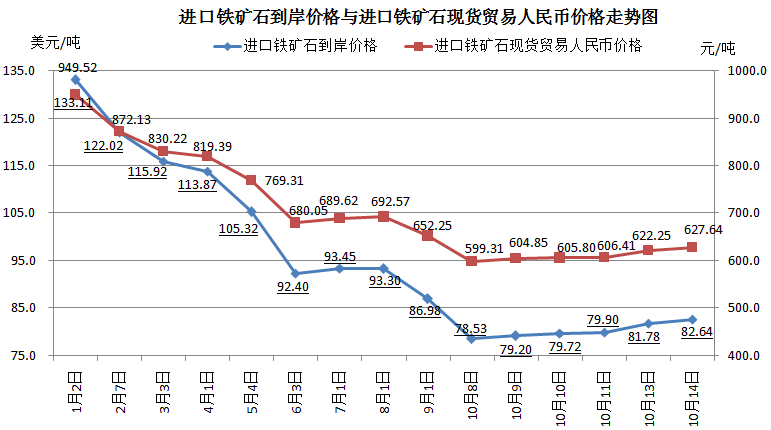 进口铁矿石到岸价格与进口铁矿石现货贸易人民币价格走势图
美元/吨
进口铁矿石到岸价格
进口铁矿石现货贸易人民币价格
元/吨
135.0
125.0
115.0
105.0
95.0
85.0
75.0
1000.0
900.0
800.0
700.0
600.0
500.0
400.0
949.52
872.13
830.22
819.39
769.31
680.05
689.62
692.57
652.25
599.31
604.85
605.80
606.41
622.25
627.64
133.11
122.02
115.92
113.87
105.32
92.40
93.45
93.30
86.98
78.53
79.20
79.72
79.90
81.78
82.64
1月2日
2月7日
3月3日
4月1日
5月4日
6月3日
7月1日
8月1日
9月1日
10月8日
10月9日
10月10日
10月11日
10月13日
10月14日